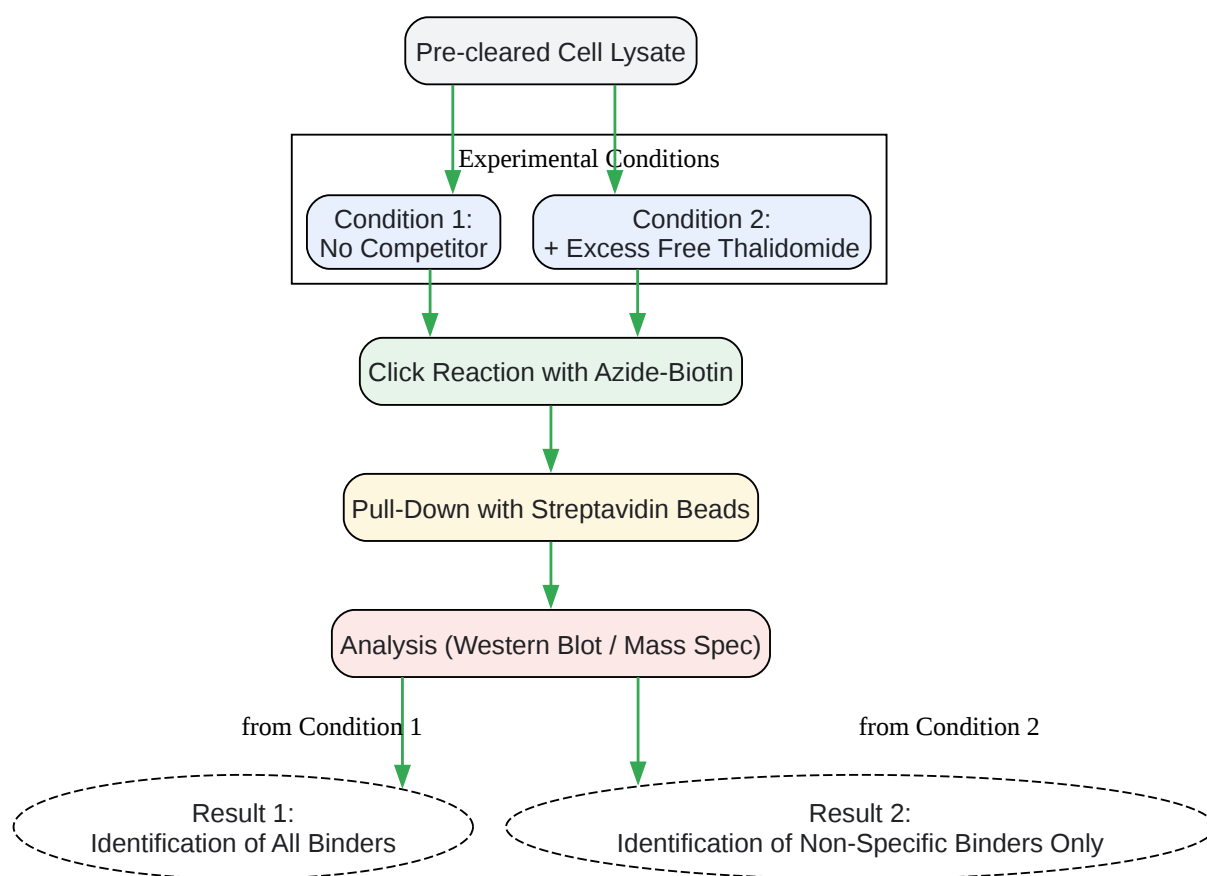 Pre-cleared Cell Lysate
Experimental Conditions
Condition 1:
No Competitor
Condition 2:
+ Excess Free Thalidomide
Click Reaction with Azide-Biotin
Pull-Down with Streptavidin Beads
Analysis (Western Blot / Mass Spec)
from Condition 1
from Condition 2
Result 1:
Identification of All Binders
Result 2:
Identification of Non-Specific Binders Only